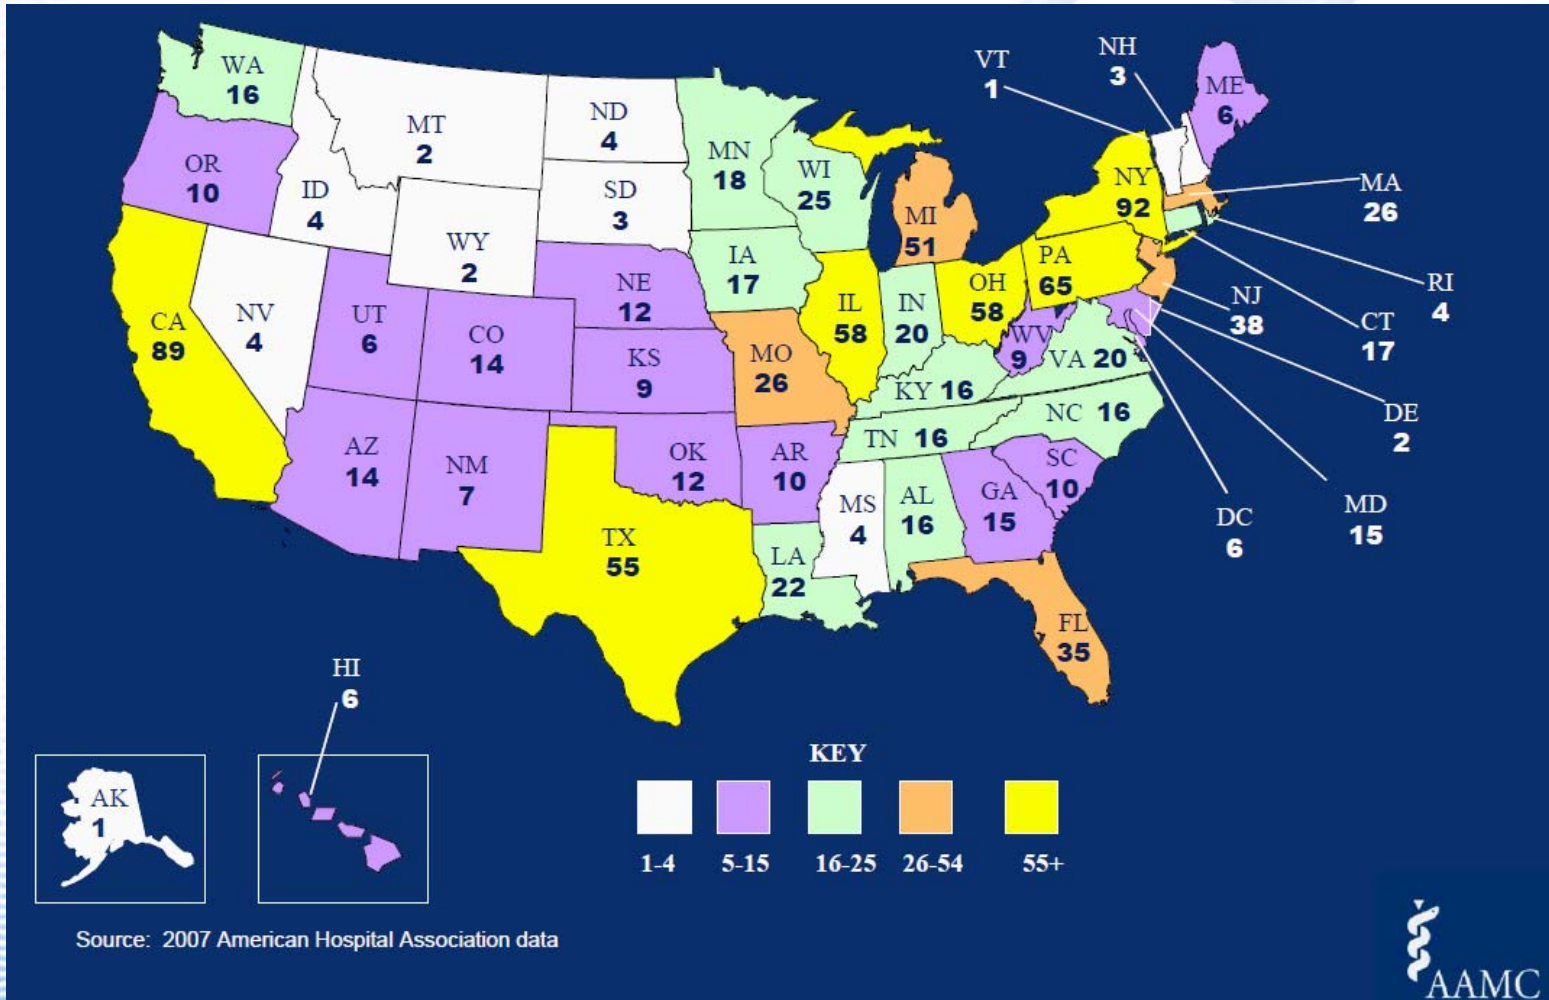 WA
16
OR
10
CA
89
NV
4
ID
4
MT
2
WY
2
UT
6
AZ
14
CO
14
NM
7
ND
4
SD
3
NE
12
KS
9
OK
12
TX
55
MN
18
IA
17
MO
26
AR
10
LA
22
WI
25
IL
58
MI
51
IN
20
OH
58
KY 16
TN 16
MS
4
AL
16
GA
15
FL
35
SC
10
NC 16
VA 20
WV
9
PA
65
NY
92
VT
1
NH
3
ME
6
MA
26
RI
4
CT
17
NJ
38
DE
2
MD
15
DC
6
HI
6
AK
1
KEY
1-4 5-15 16-25 26-54 55+
Source: 2007 American Hospital Association data
AAMC